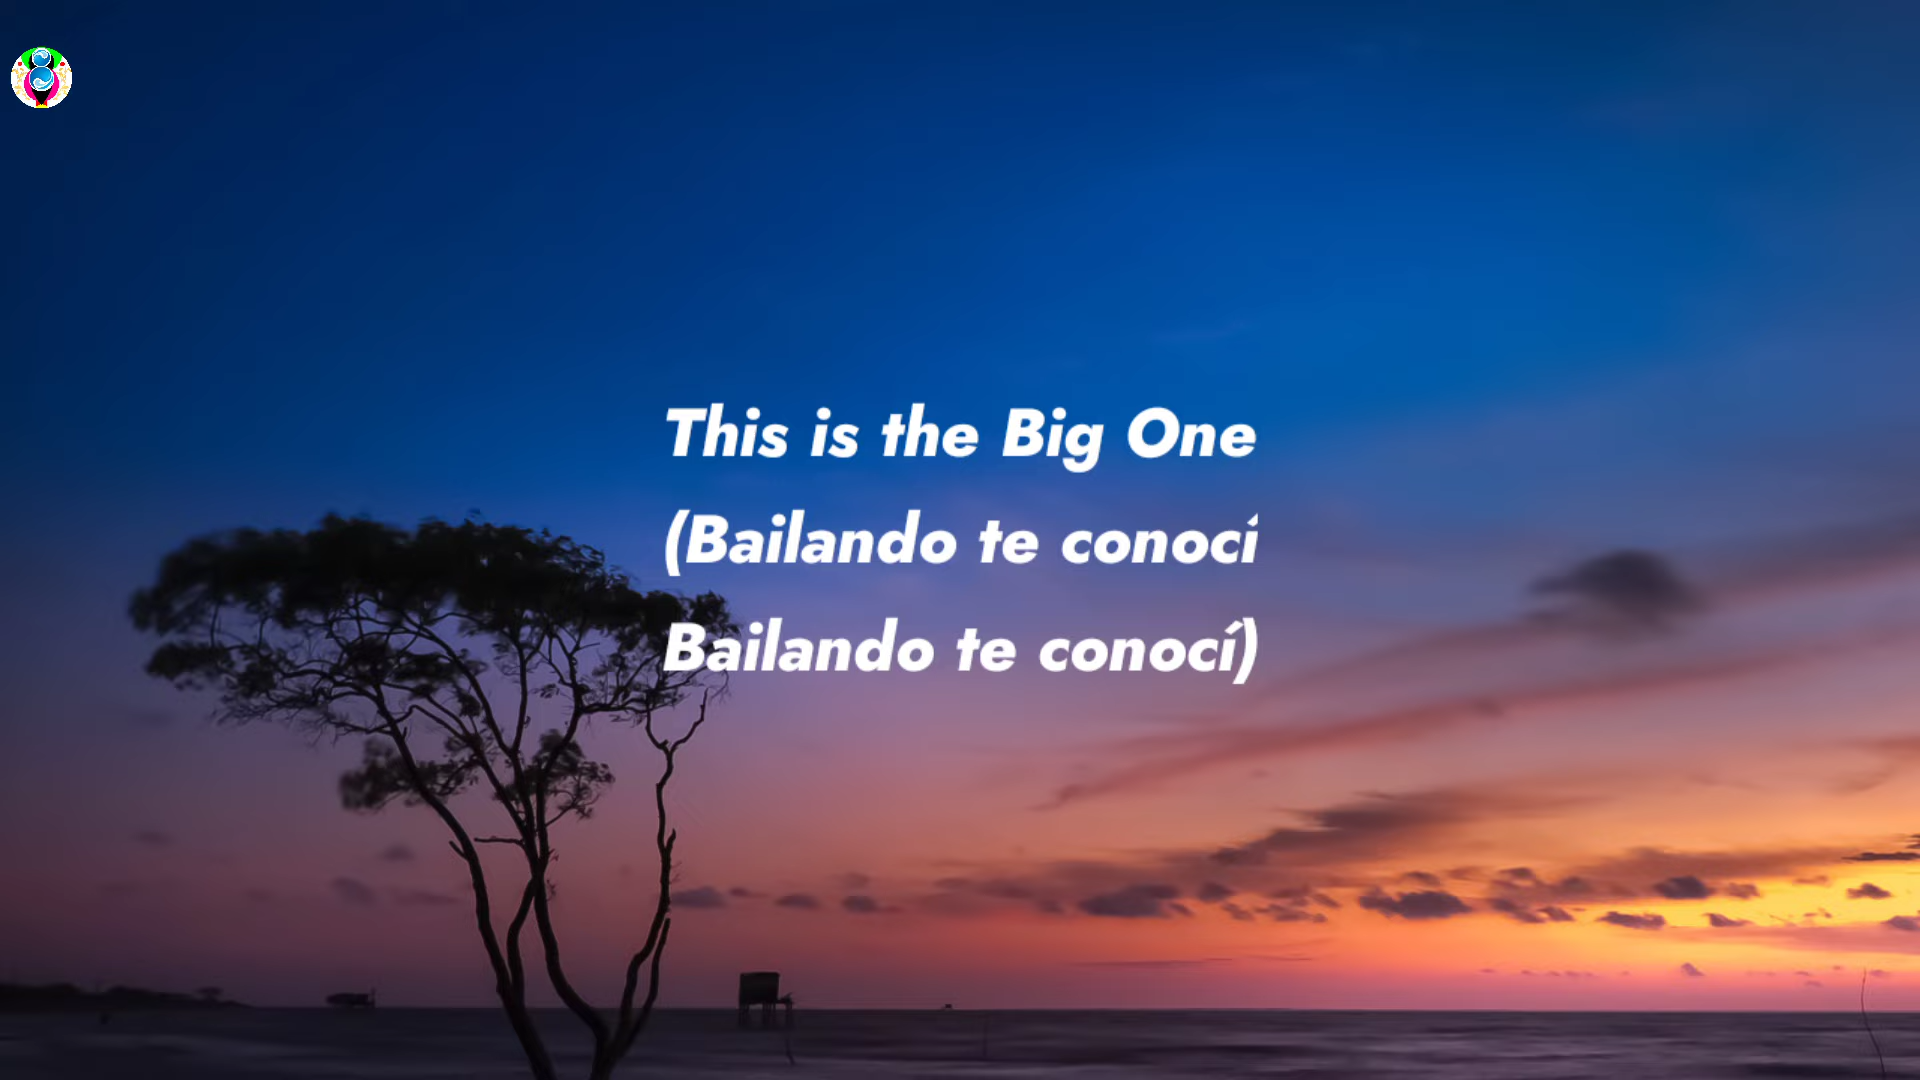 This is the Big One
(Bailando te conocí
Bailando te conocí)